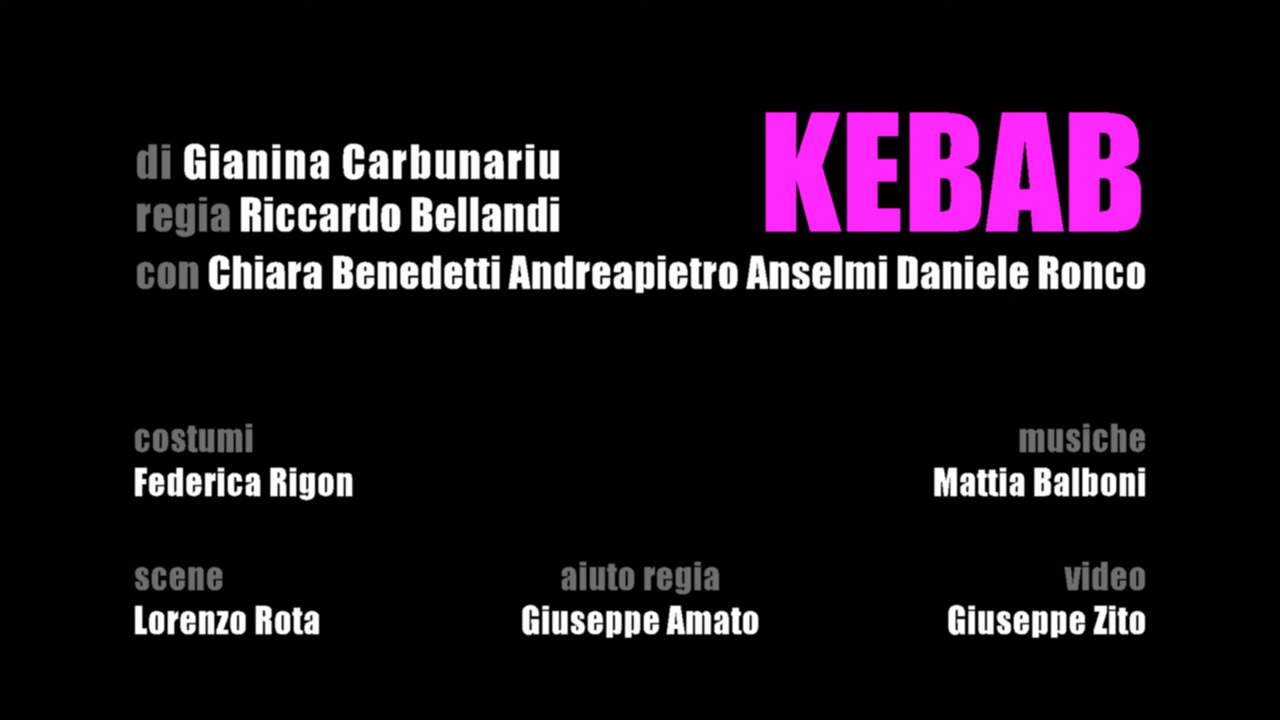 KEBAB
di Gianina Carbunariu
regia Riccardo Bellandi
con Chiara Benedetti Andreapietro Anselmi Daniele Ronco
costumi
Federica Rigon
musiche
Mattia Balboni
scene
Lorenzo Rota
aiuto regia
Giuseppe Amato
video
Giuseppe Zito